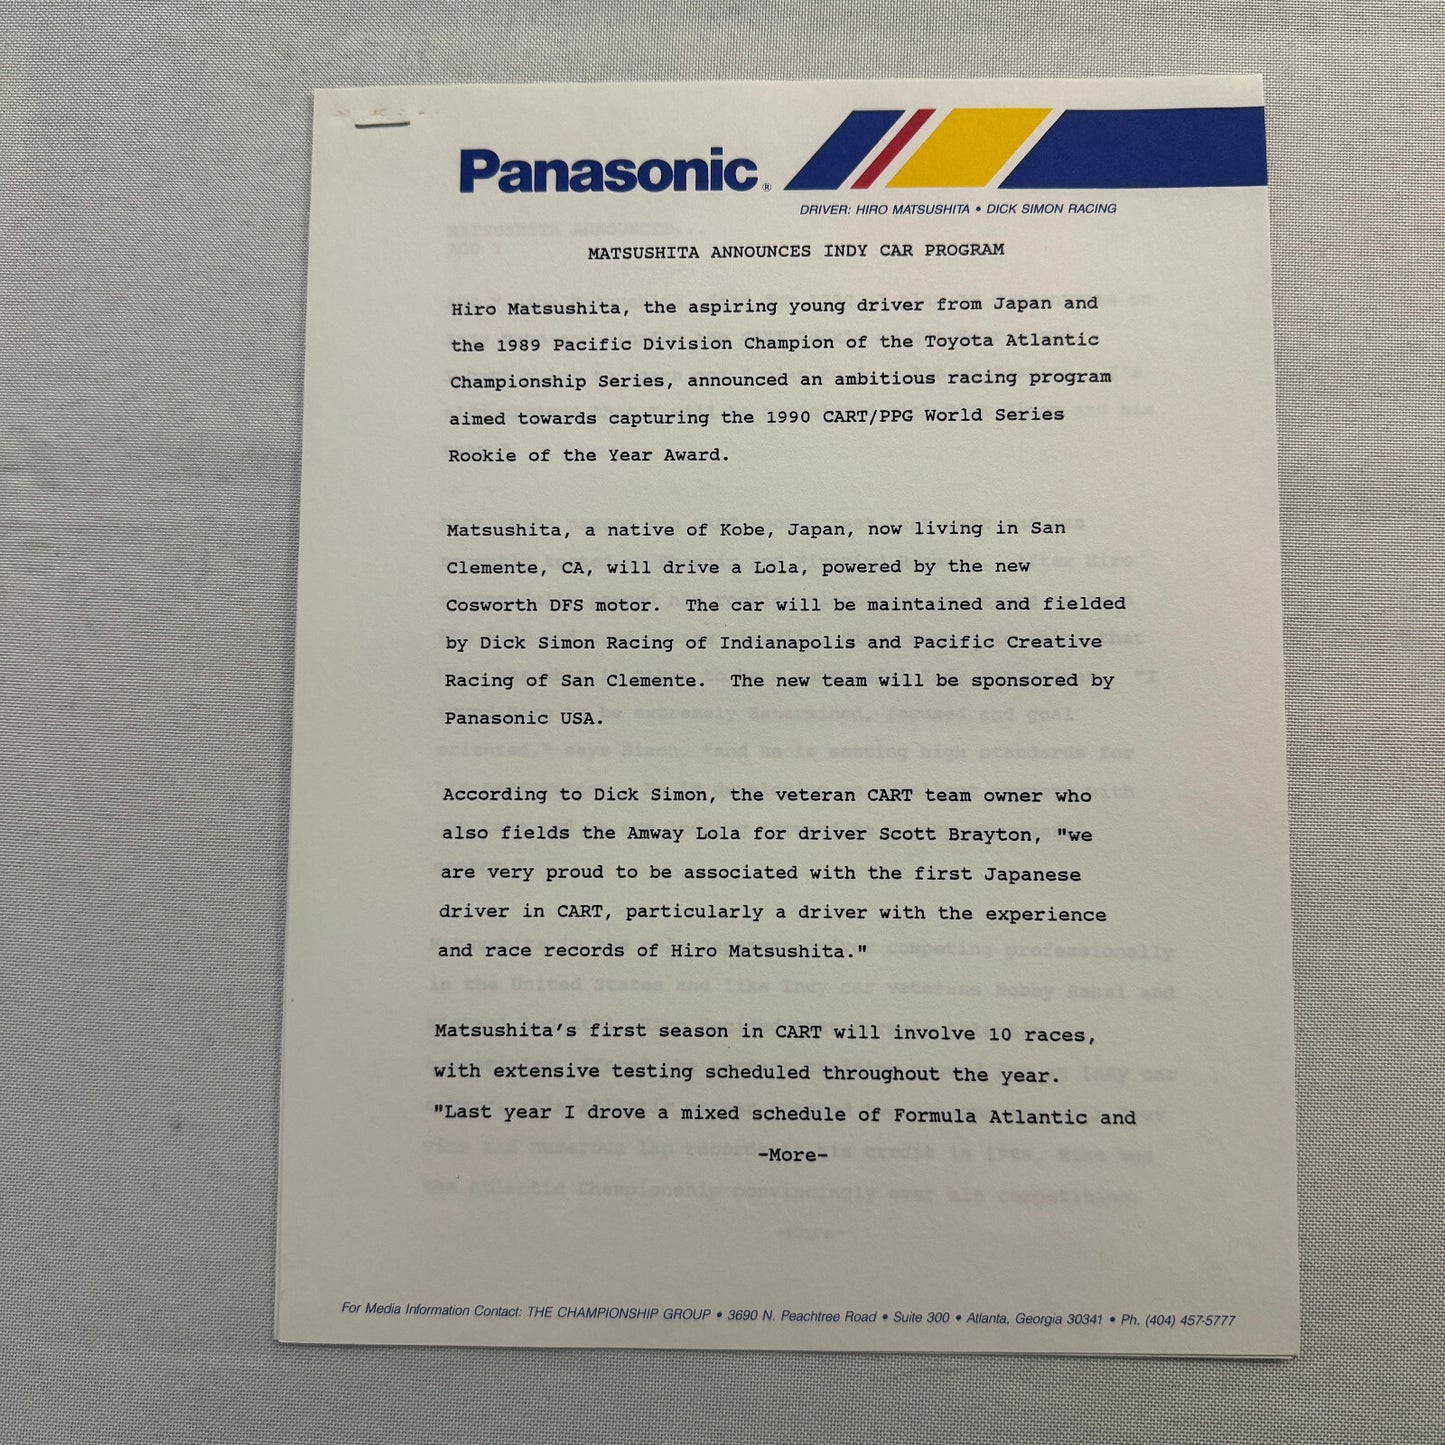 Panasonic®
DRIVER: HIRO MATSUSHITA • DICK SIMON RACING
MATSUSHITA ANNOUNCES INDY CAR PROGRAM
Hiro Matsushita, the aspiring young driver from Japan and
the 1989 Pacific Division Champion of the Toyota Atlantic
Championship Series, announced an ambitious racing program
aimed towards capturing the 1990 CART/PPG World Series
Rookie of the Year Award.
Matsushita, a native of Kobe, Japan, now living in San
Clemente, CA, will drive a Lola, powered by the new
Cosworth DFS motor. The car will be maintained and fielded
by Dick Simon Racing of Indianapolis and Pacific Creative
Racing of San Clemente. The new team will be sponsored by
Panasonic USA.
According to Dick Simon, the veteran CART team owner who
also fields the Amway Lola for driver Scott Brayton, "we
are very proud to be associated with the first Japanese
driver in CART, particularly a driver with the experience
and race records of Hiro Matsushita."
Matsushita's first season in CART will involve 10 races,
with extensive testing scheduled throughout the year.
"Last year I drove a mixed schedule of Formula Atlantic and
-More-
For Media Information Contact: THE CHAMPIONSHIP GROUP • 3690 N. Peachtree Road • Suite 300 • Atlanta, Georgia 30341 • Ph. (404) 457-5777